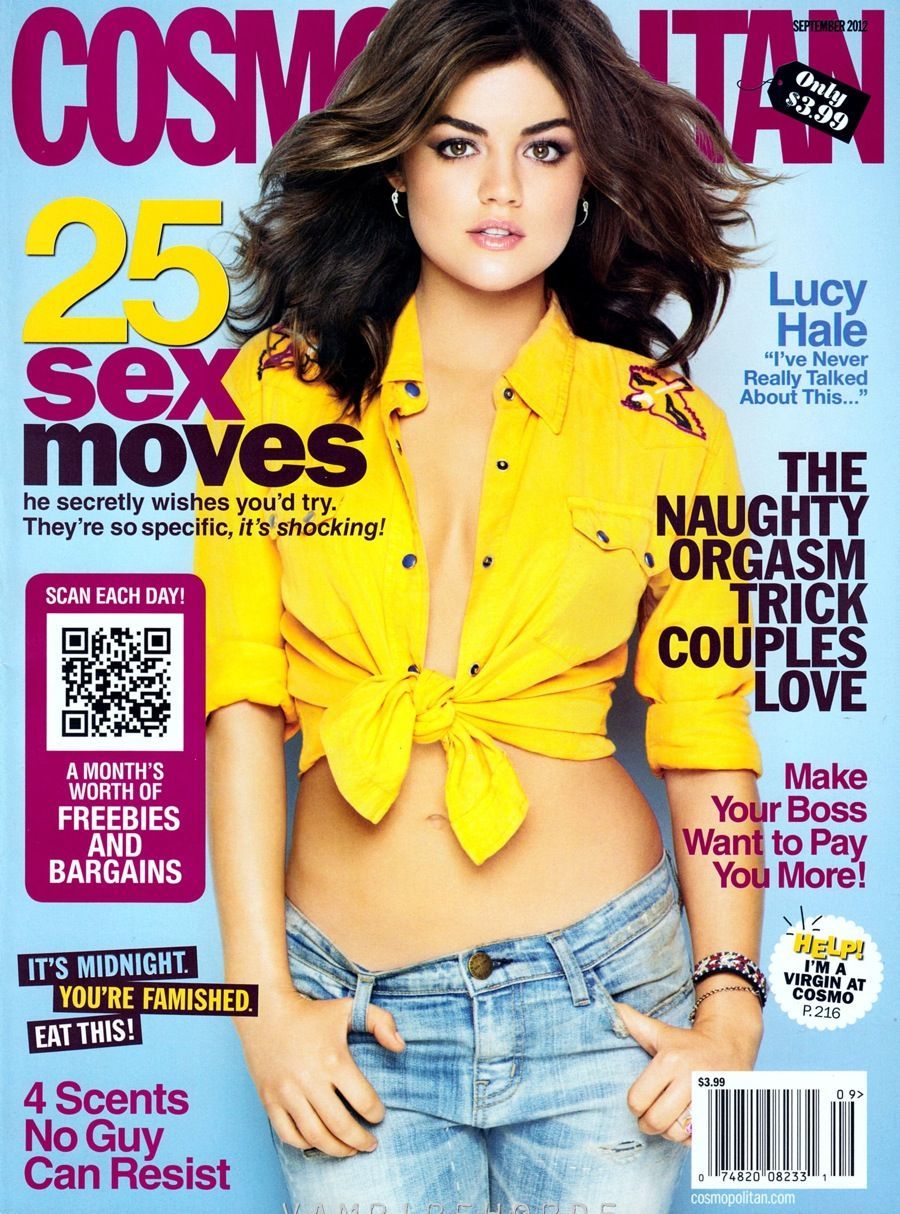 COSMOPOLITAN
SEPTEMBER 2012
Only
$3.99
25
sex
moves
he secretly wishes you'd try.
They're so specific, it's shocking!
SCAN EACH DAY!
A MONTH'S
WORTH OF
FREEBIES
AND
BARGAINS
IT'S MIDNIGHT.
YOU'RE FAMISHED.
EAT THIS!
4 Scents
No Guy
Can Resist
Lucy
Hale
“I've Never
Really Talked
About This...”
THE
NAUGHTY
ORGASM
TRICK
COUPLES
LOVE
Make
Your Boss
Want to Pay
You More!
HELP!
I'M A
VIRGIN AT
COSMO
P. 216
$3.99
09>
0 74820 08233 1
cosmopolitan.com